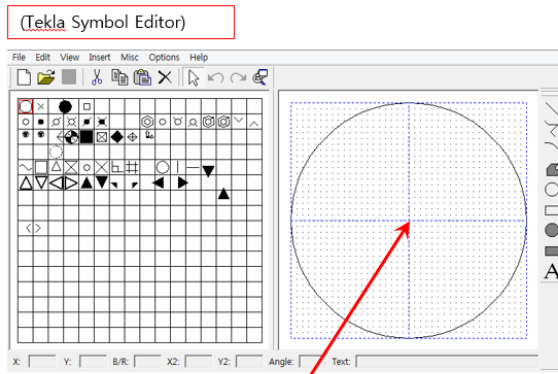 (Tekla Symbol Editor)
File Edit View Insert Misc Options Help
A
X: Y: B/R: X2: Y2: Angle: Text: